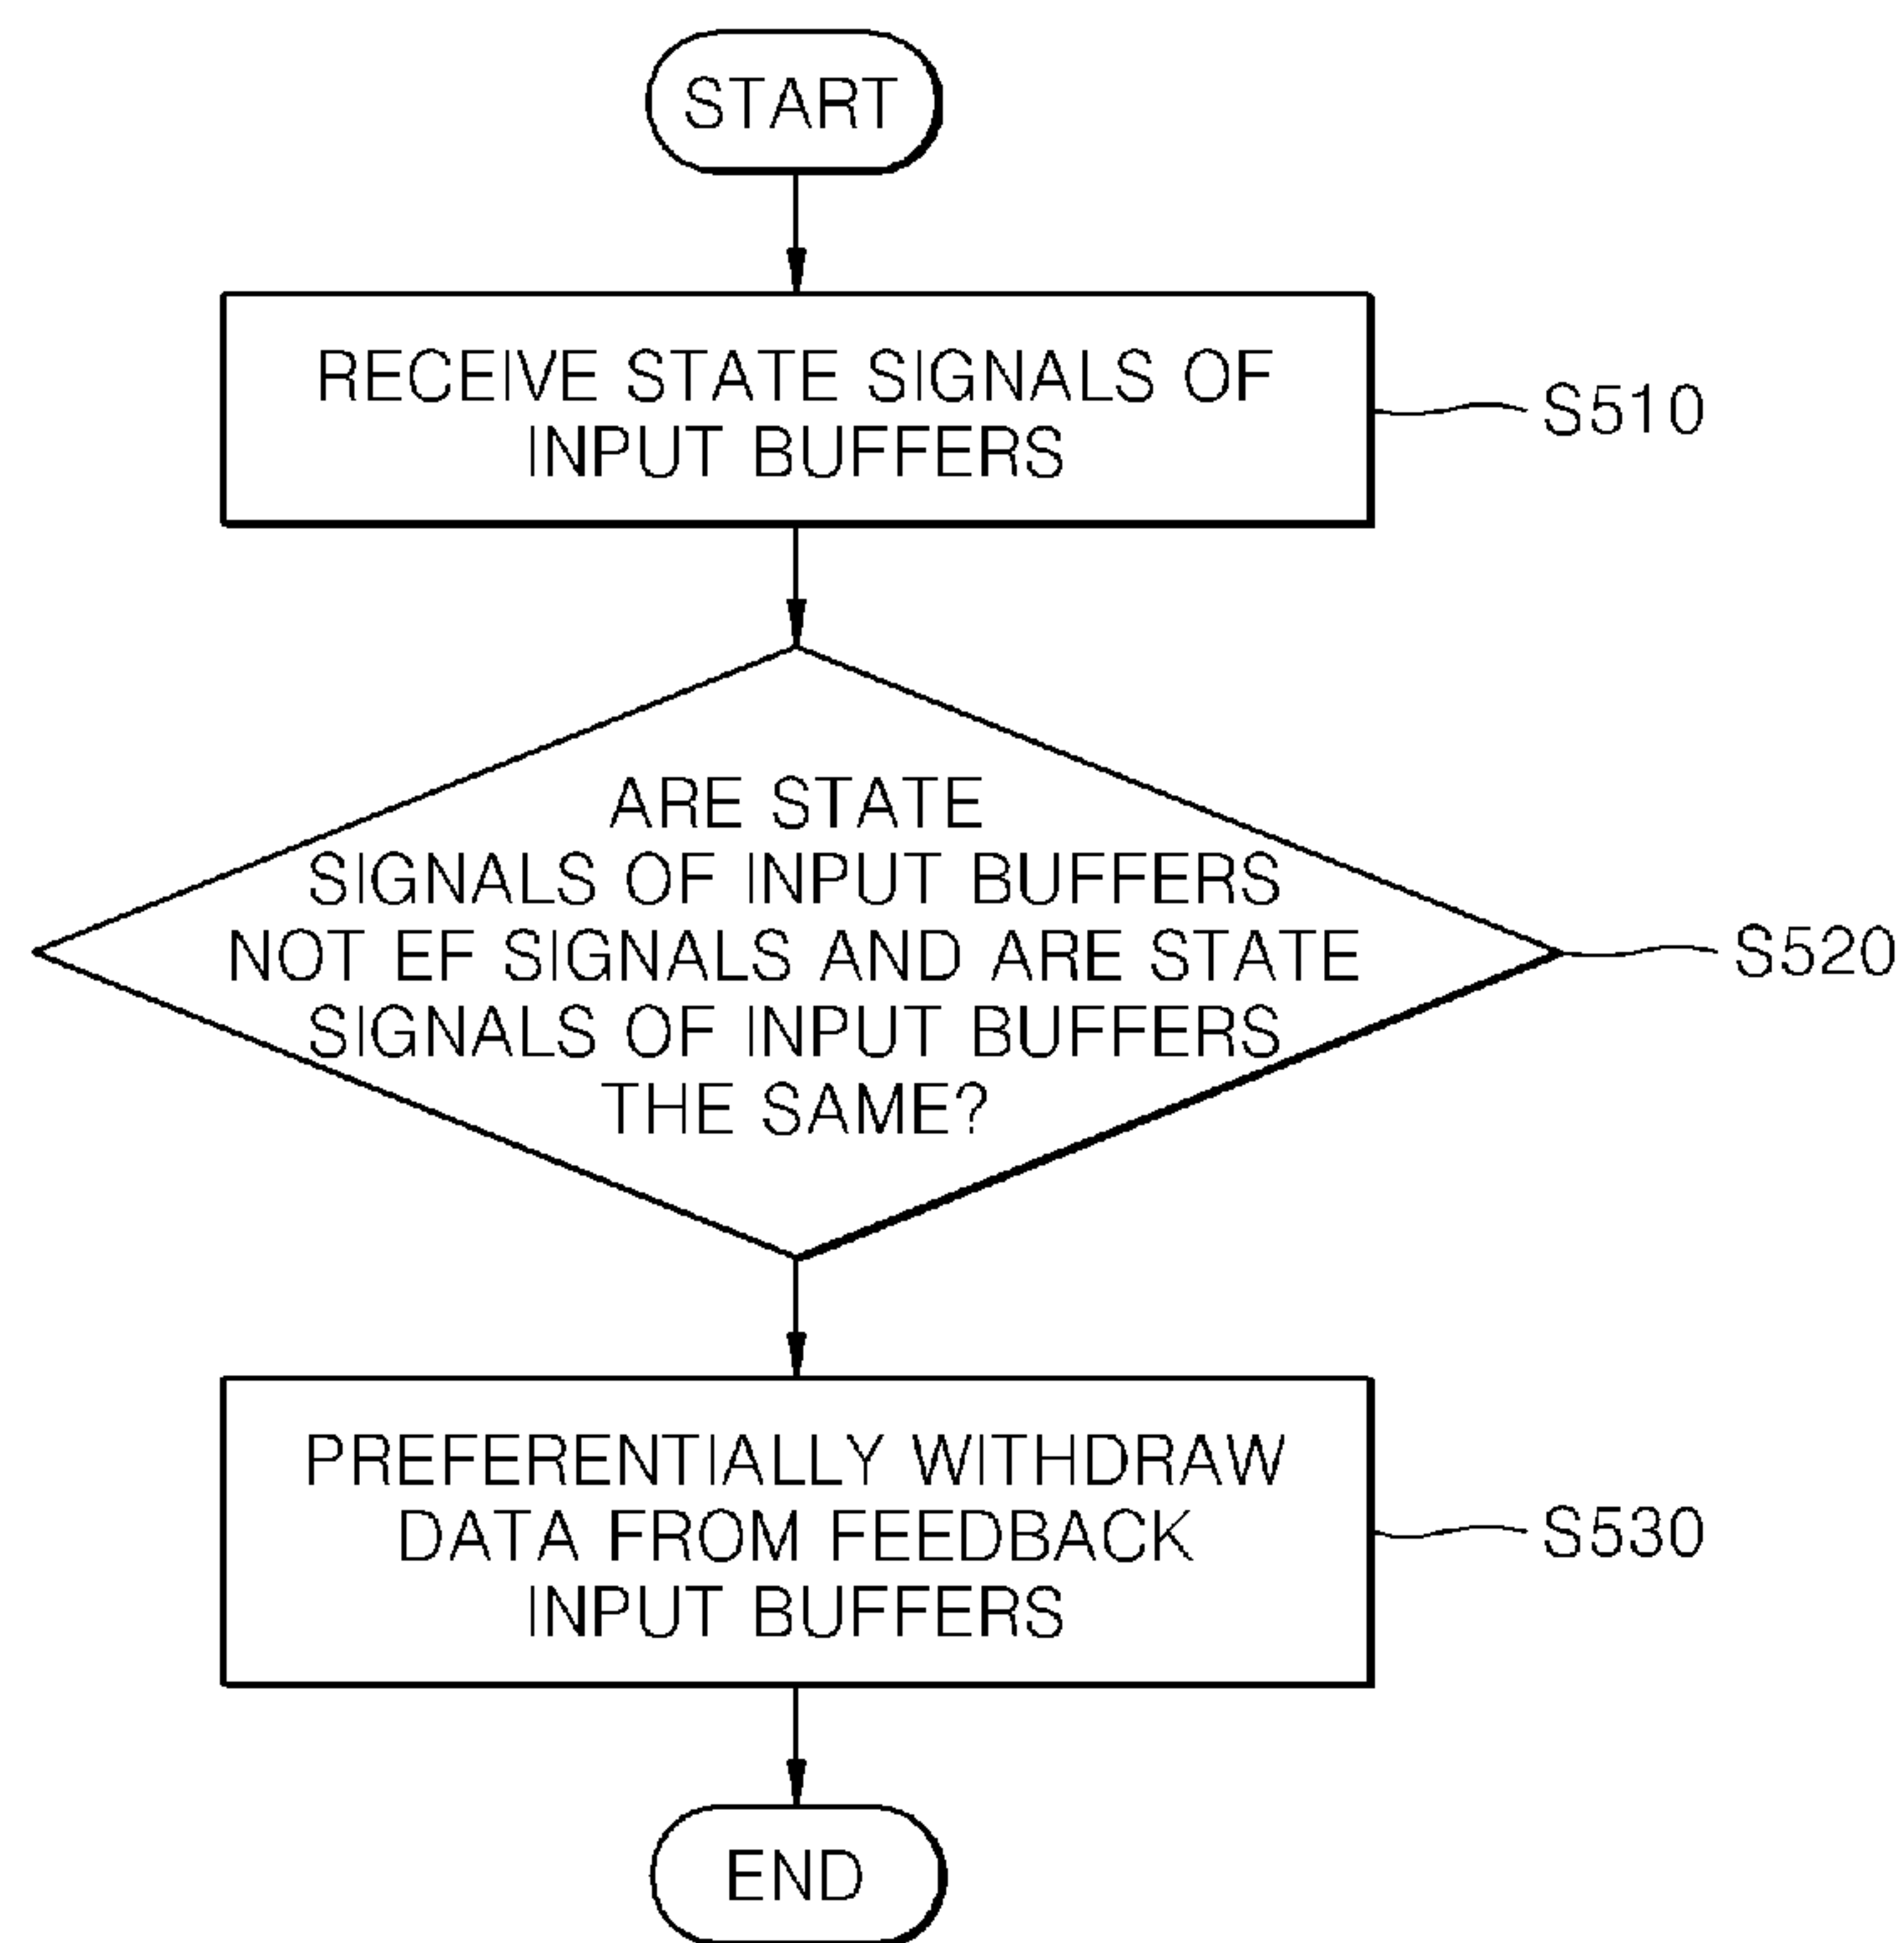 START
RECEIVE STATE SIGNALS OF
INPUT BUFFERS
S510
ARE STATE
SIGNALS OF INPUT BUFFERS
NOT EF SIGNALS AND ARE STATE
SIGNALS OF INPUT BUFFERS
THE SAME?
S520
PREFERENTIALLY WITHDRAW
DATA FROM FEEDBACK
INPUT BUFFERS
S530
END